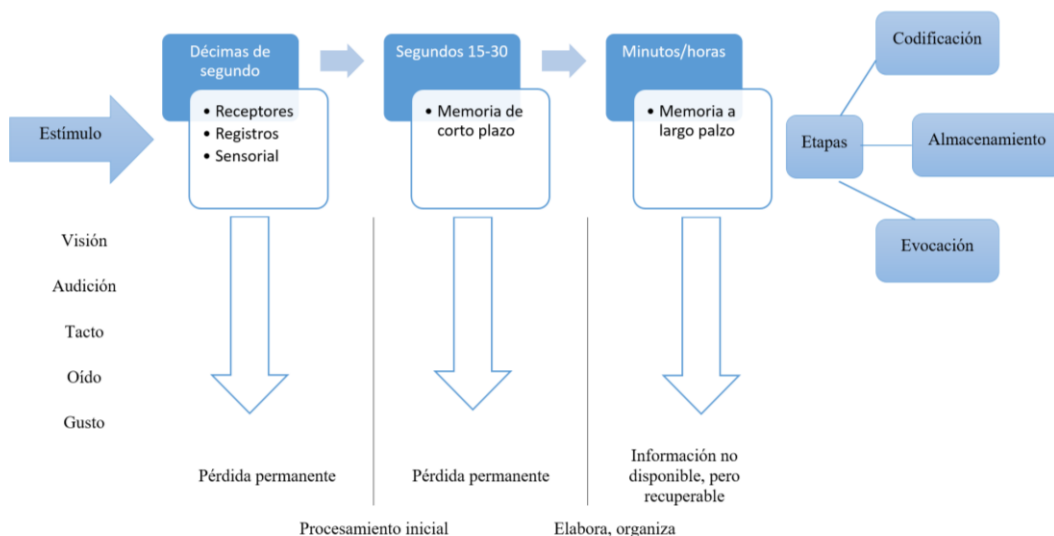 Estímulo
Visión
Audición
Tacto
Oído
Gusto
Décimas de
segundo
• Receptores
• Registros
• Sensorial
Pérdida permanente
Procesamiento inicial
Segundos 15-30
• Memoria de
corto plazo
Pérdida permanente
Elabora, organiza
Minutos/horas
• Memoria a
largo palzo
Información no
disponible, pero
recuperable
Etapas
Codificación
Almacenamiento
Evocación